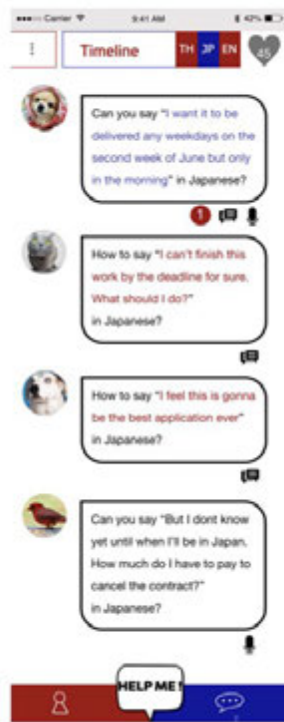 Carrier 9:41 AM 42%
Timeline TH JP EN 45
Can you say "I want it to be
delivered any weekdays on the
second week of June but only
in the morning" in Japanese?
1
How to say "I can't finish this
work by the deadline for sure.
What should I do?"
in Japanese?
How to say "I feel this is gonna
be the best application ever"
in Japanese?
Can you say "But I dont know
yet until when I'll be in Japan.
How much do I have to pay to
cancel the contract?"
in Japanese?
HELP ME !